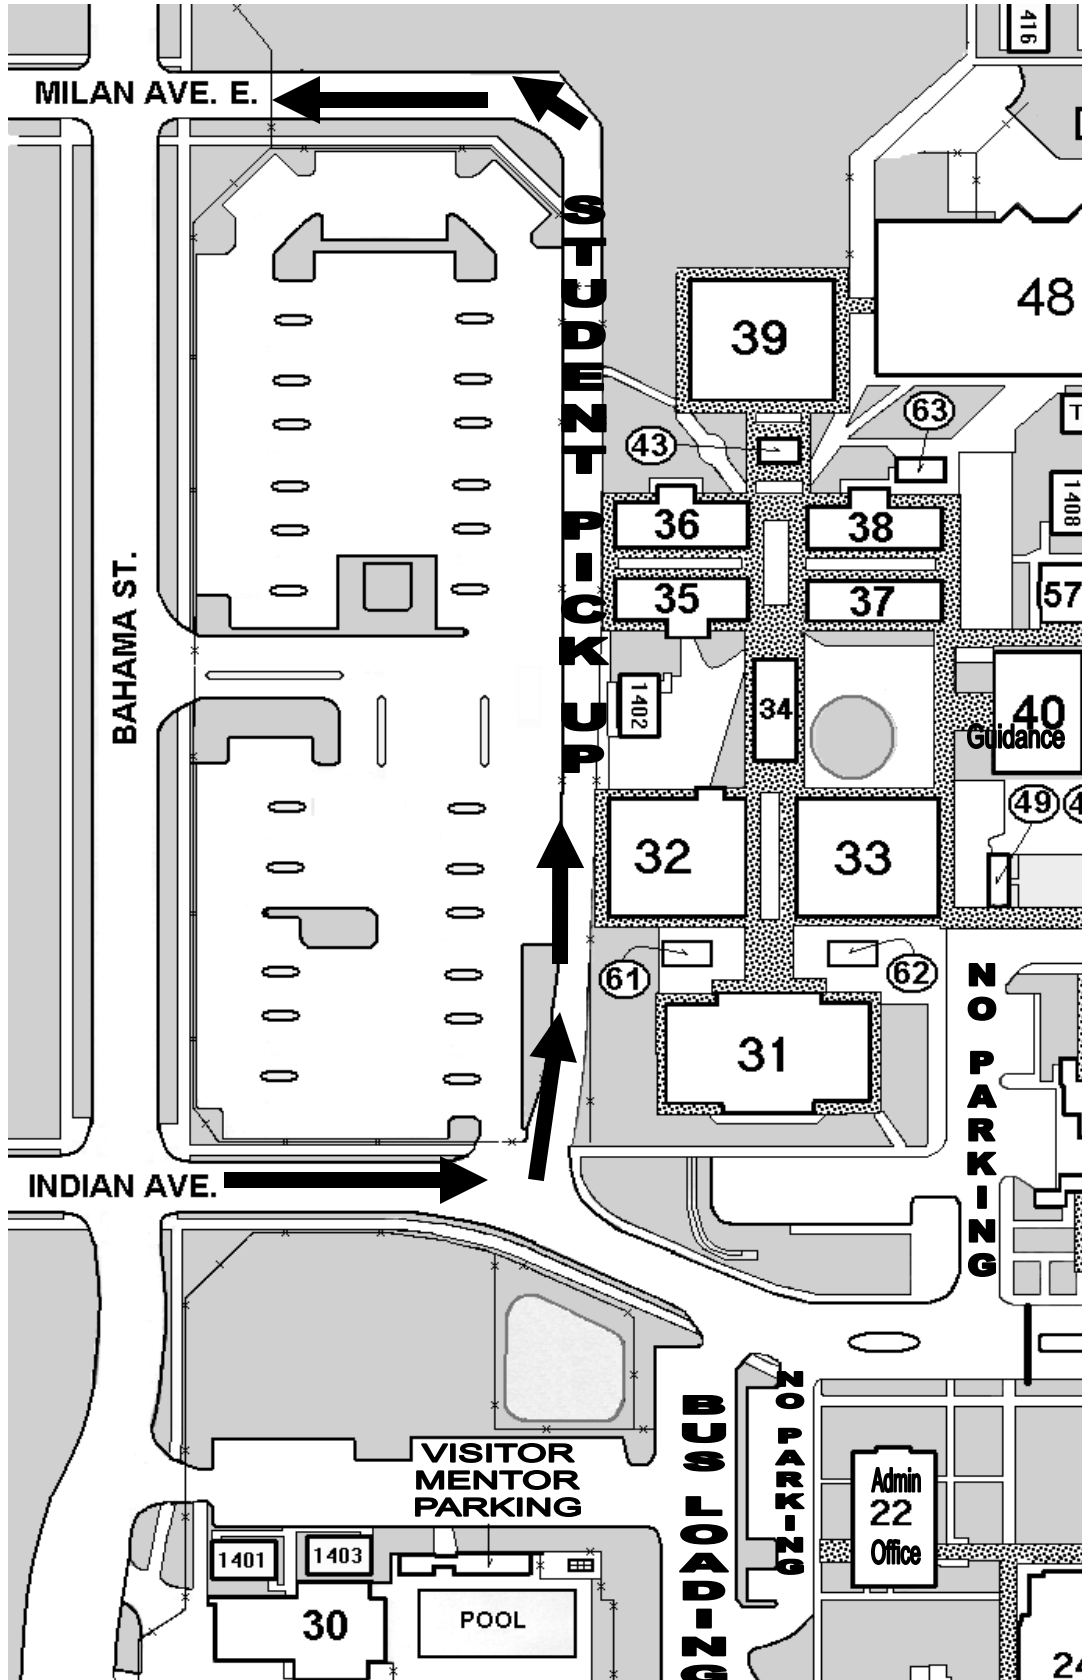 416
MILAN AVE. E.
STUDENT PICK UP
48
39
63
43
T
1408
36
38
57
35
37
BAHAMA ST.
1402
34
40
Guidance
49
32
33
61
62
NO PARKING
31
INDIAN AVE.
BUS LOADING
NO PARKING
VISITOR
MENTOR
PARKING
Admin
22
Office
1401
1403
30
POOL